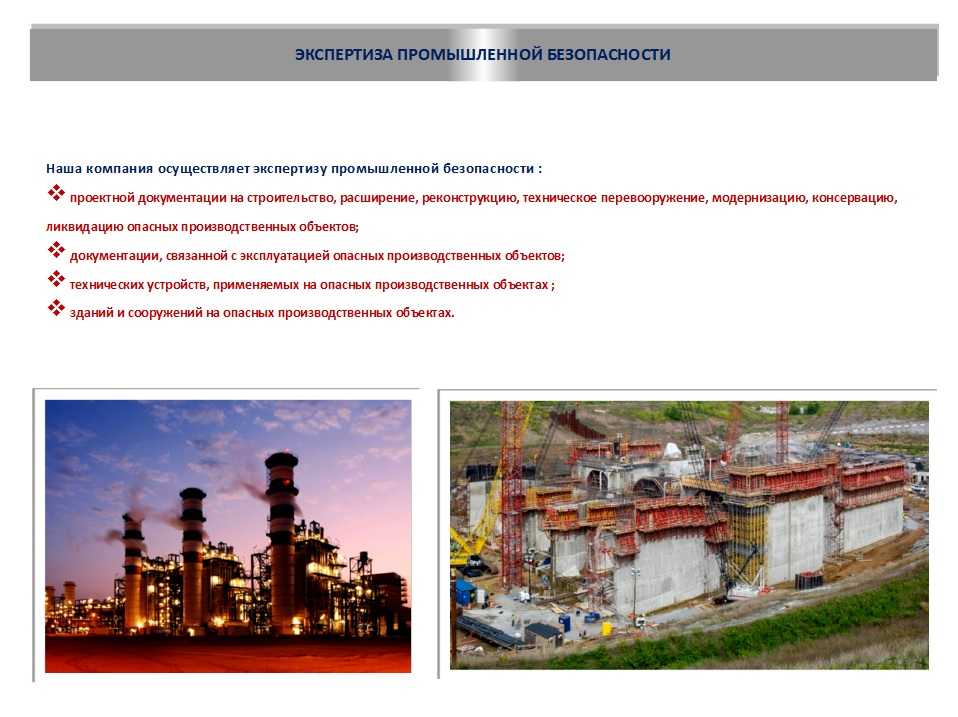 ЭКСПЕРТИЗА ПРОМЫШЛЕННОЙ БЕЗОПАСНОСТИ
Наша компания осуществляет экспертизу промышленной безопасности :
❖ проектной документации на строительство, расширение, реконструкцию, техническое перевооружение, модернизацию, консервацию,
ликвидацию опасных производственных объектов;
❖ документации, связанной с эксплуатацией опасных производственных объектов;
❖ технических устройств, применяемых на опасных производственных объектах ;
❖ зданий и сооружений на опасных производственных объектах.